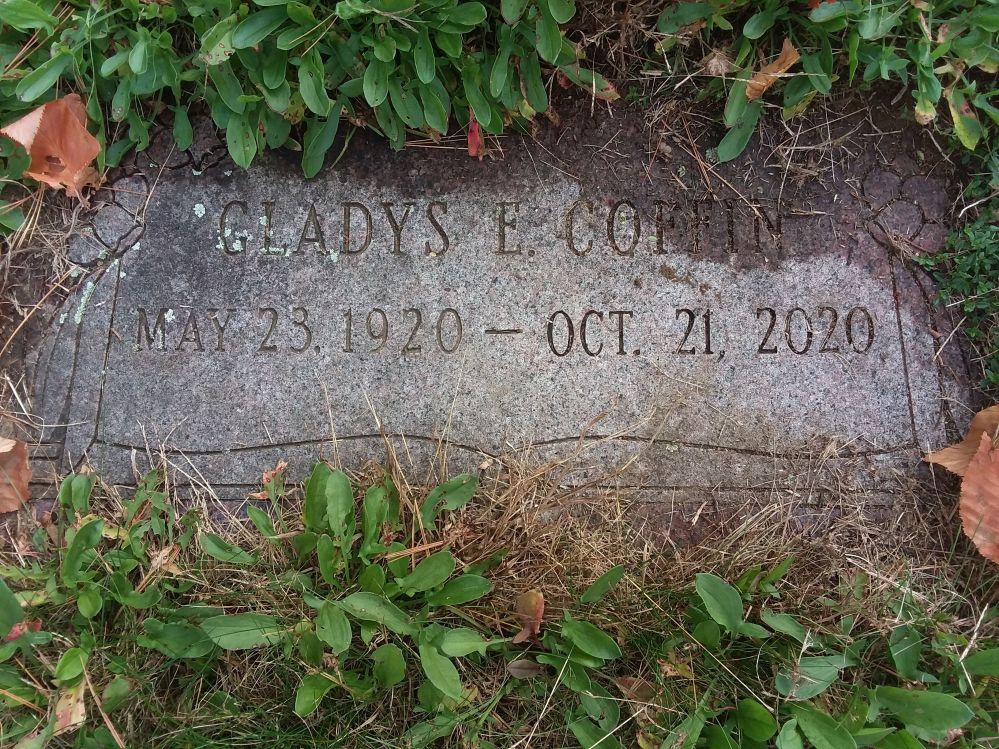 GLADYS E. COFFIN
MAY 23, 1920 — OCT. 21, 2020